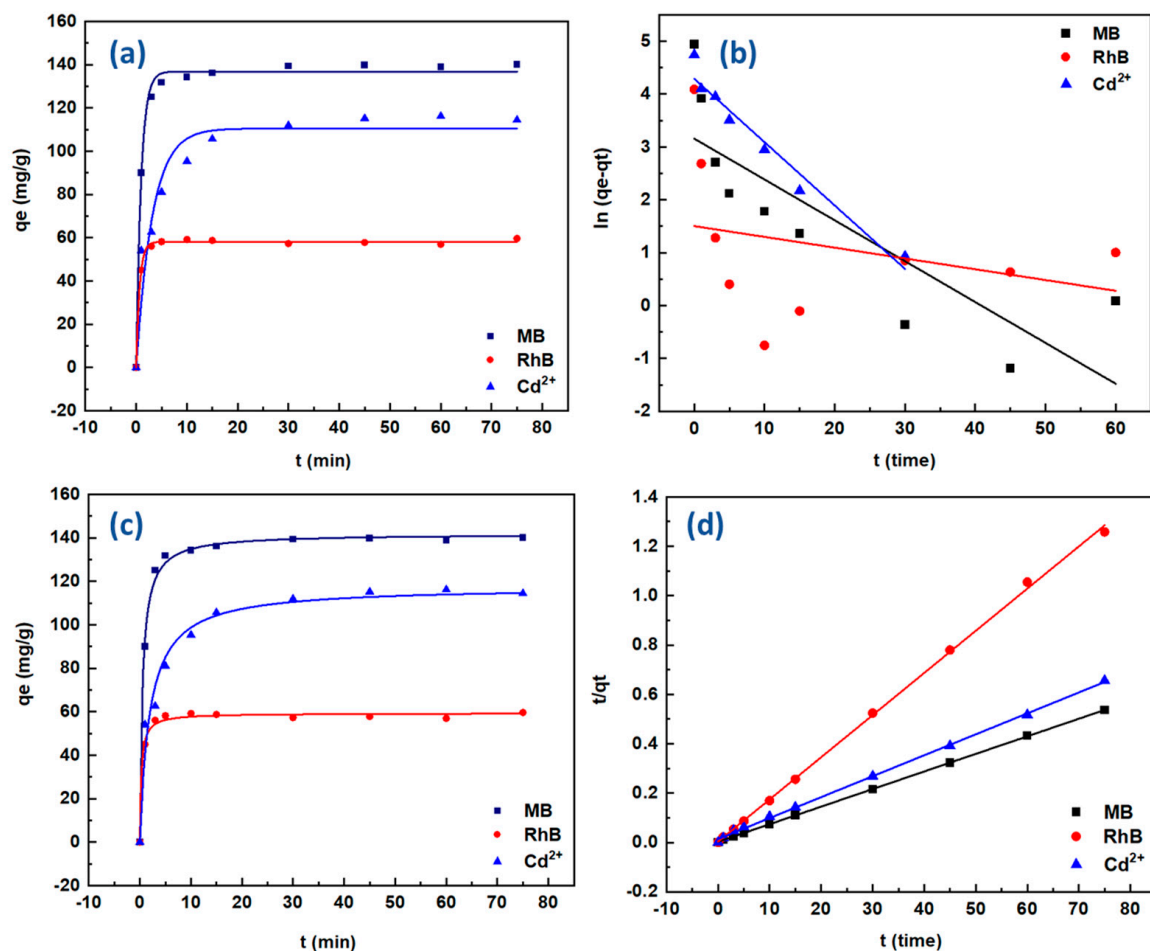 (a)
qe (mg/g)
160
140
120
100
80
60
40
20
0
-20
-10 0 10 20 30 40 50 60 70 80
t (min)
MB
RhB
Cd²⁺
(b)
ln (qe-qt)
5
4
3
2
1
0
-1
-2
0 10 20 30 40 50 60
t (time)
MB
RhB
Cd²⁺
(c)
qe (mg/g)
160
140
120
100
80
60
40
20
0
-20
-10 0 10 20 30 40 50 60 70 80
t (min)
MB
RhB
Cd²⁺
(d)
t/qt
1.4
1.2
1.0
0.8
0.6
0.4
0.2
0.0
-0.2
-10 0 10 20 30 40 50 60 70 80
t (time)
MB
RhB
Cd²⁺